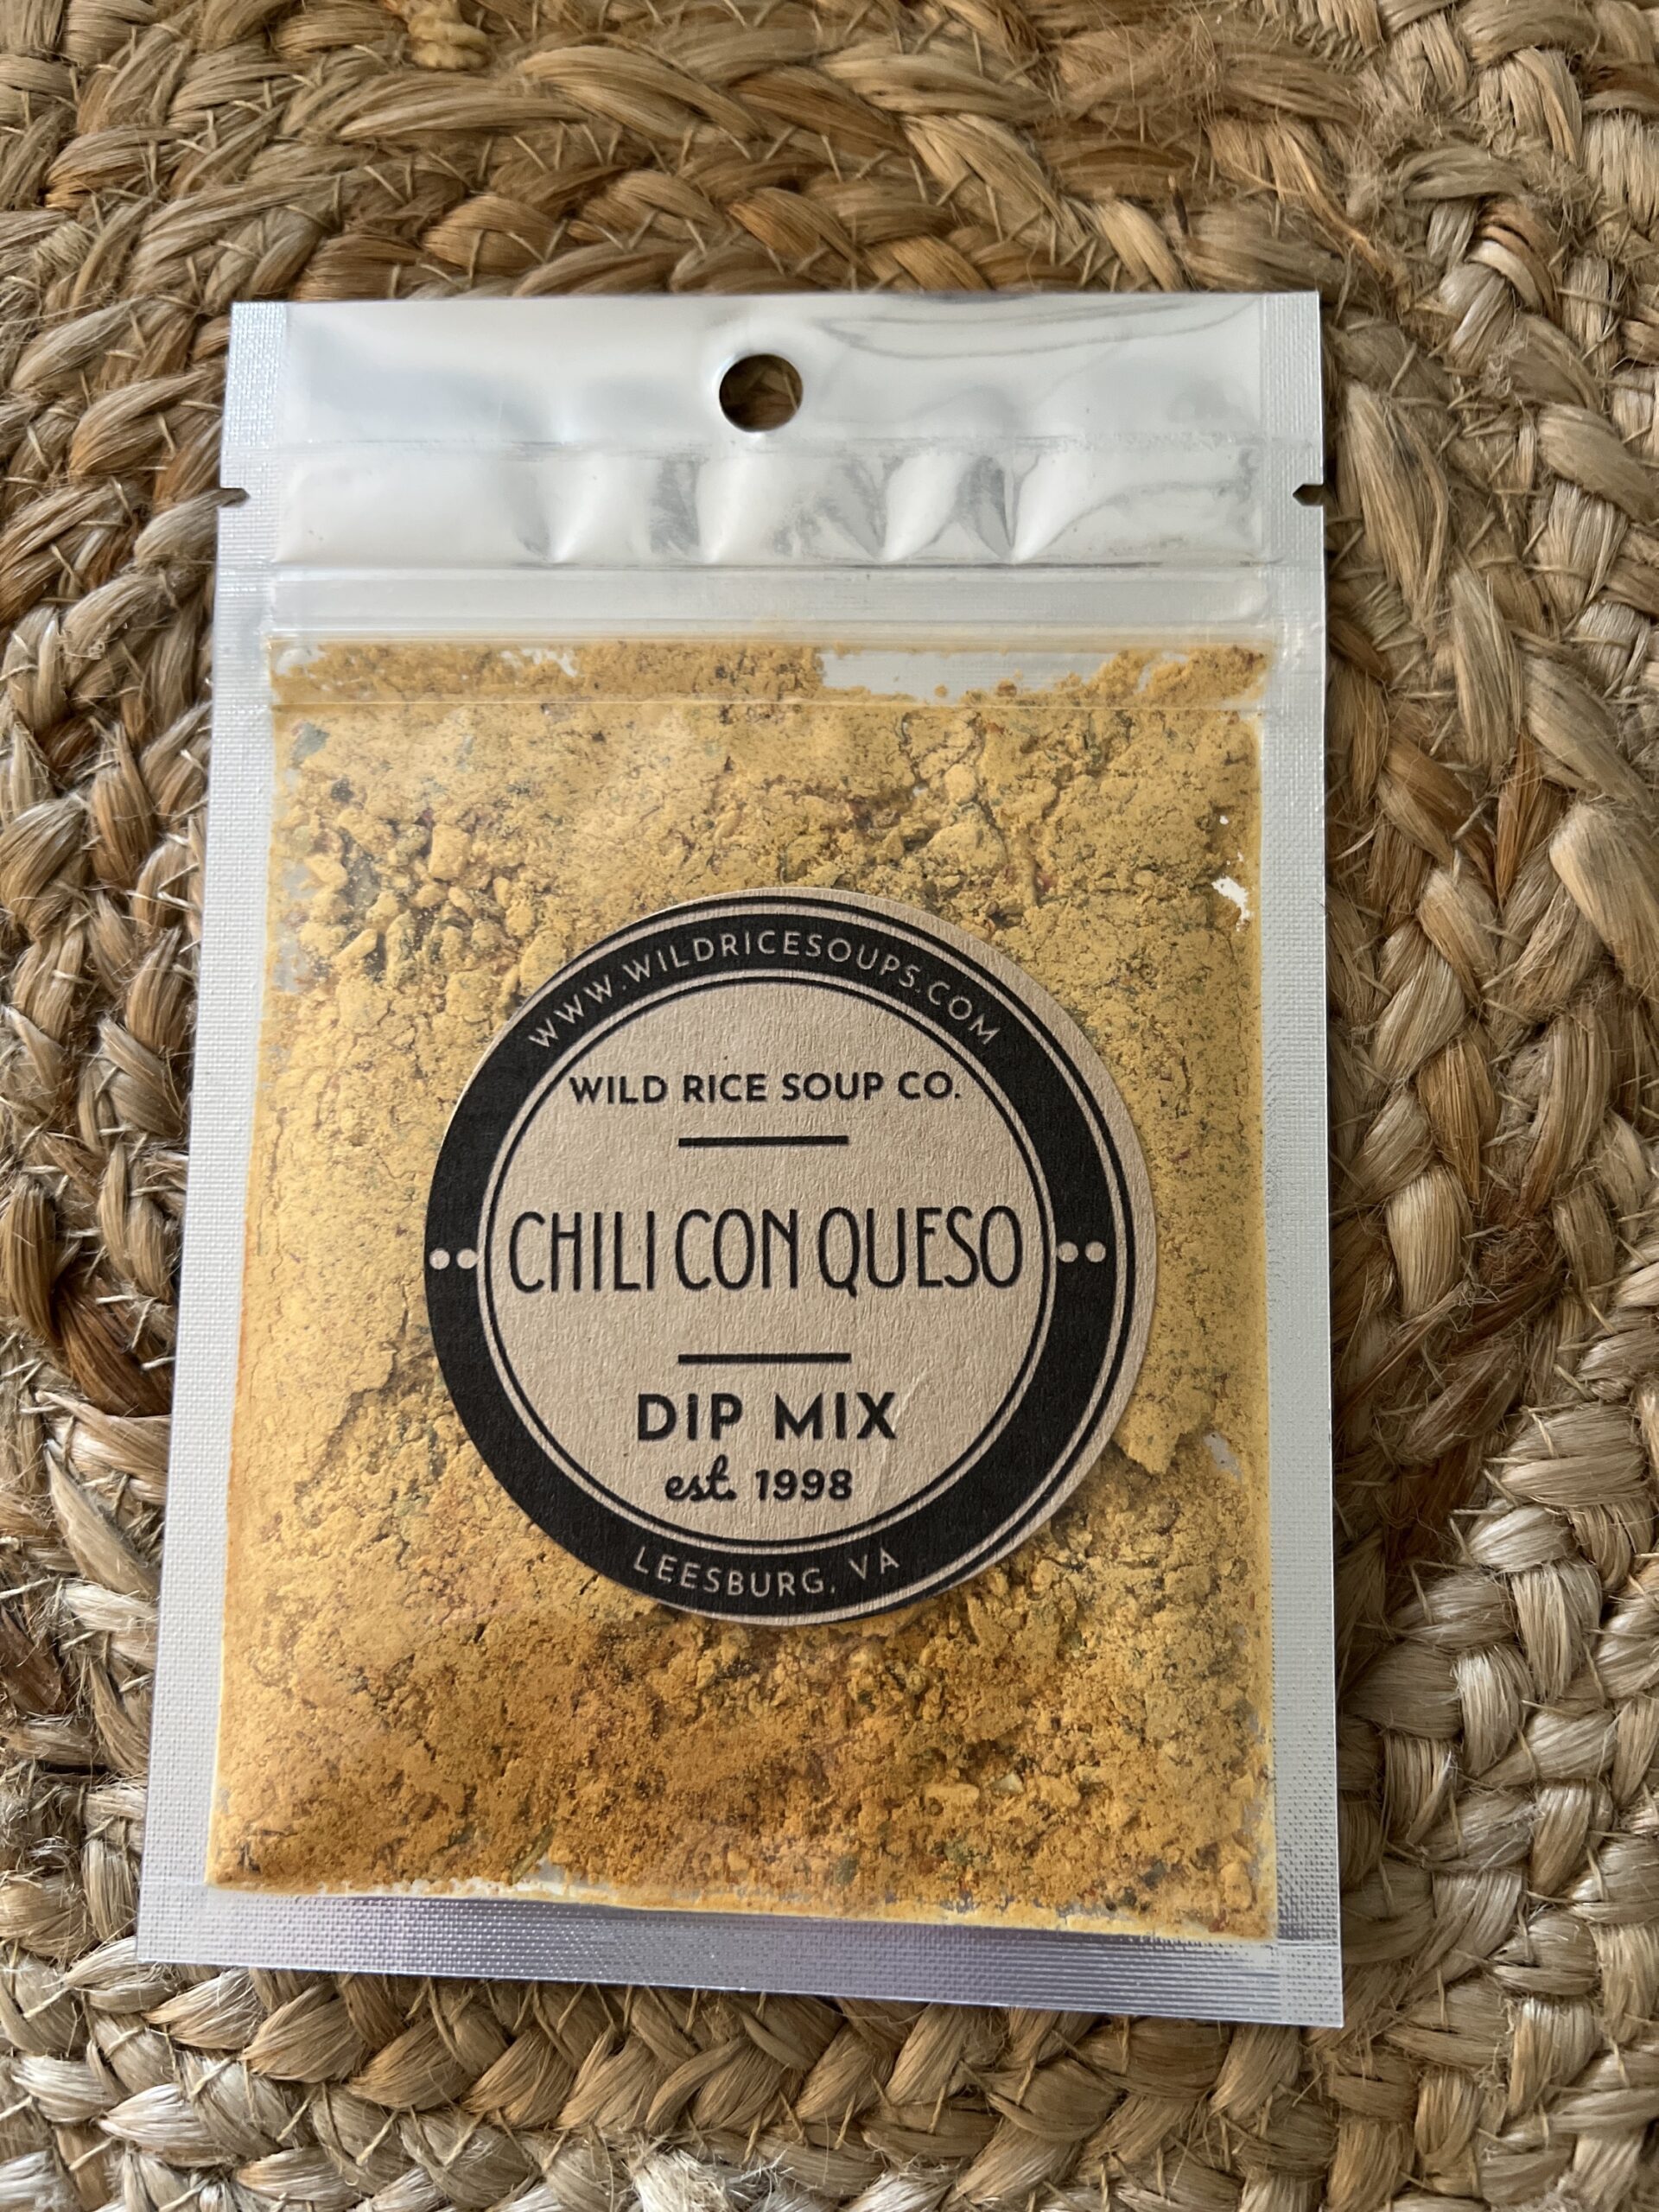 WWW.WILDRICESOUPS.COM
WILD RICE SOUP CO.
CHILI CON QUESO
DIP MIX
est. 1998
LEESBURG, VA